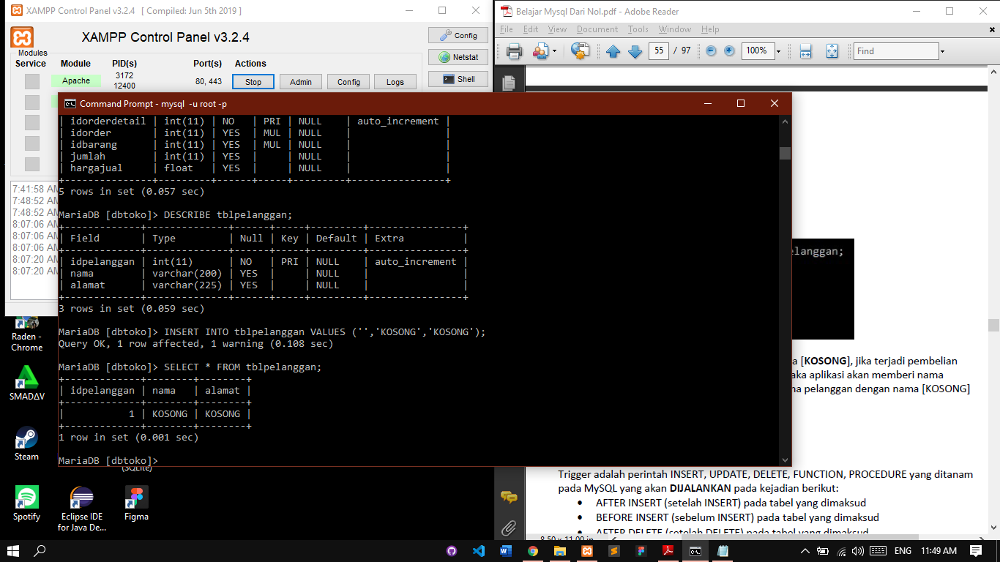 XAMPP Control Panel v3.2.4 [ Compiled: Jun 5th 2019 ]
XAMPP Control Panel v3.2.4
Config
Netstat
Shell
Modules
Service Module PID(s) Port(s) Actions
Apache 3172 12400 80, 443 Stop Admin Config Logs
7:41:58 AM
7:48:52 AM
7:48:52 AM
8:07:06 AM
8:07:06 AM
8:07:06 AM
8:07:20 AM
8:07:20 AM
Belajar Mysql Dari Nol.pdf - Adobe Reader
File Edit View Document Tools Window Help
55 / 97 100% Find
Command Prompt - mysql -u root -p
| idorderdetail | int(11) | NO | PRI | NULL | auto_increment |
| idorder | int(11) | YES | MUL | NULL | |
| idbarang | int(11) | YES | MUL | NULL | |
| jumlah | int(11) | YES | | NULL | |
| hargajual | float | YES | | NULL | |
+---------------+---------+------+-----+---------+----------------+
5 rows in set (0.057 sec)
MariaDB [dbtoko]> DESCRIBE tblpelanggan;
+-------------+--------------+------+-----+---------+----------------+
| Field | Type | Null | Key | Default | Extra |
+-------------+--------------+------+-----+---------+----------------+
| idpelanggan | int(11) | NO | PRI | NULL | auto_increment |
| nama | varchar(200) | YES | | NULL | |
| alamat | varchar(225) | YES | | NULL | |
+-------------+--------------+------+-----+---------+----------------+
3 rows in set (0.059 sec)
MariaDB [dbtoko]> INSERT INTO tblpelanggan VALUES ('','KOSONG','KOSONG');
Query OK, 1 row affected, 1 warning (0.108 sec)
MariaDB [dbtoko]> SELECT * FROM tblpelanggan;
+-------------+--------+--------+
| idpelanggan | nama | alamat |
+-------------+--------+--------+
| 1 | KOSONG | KOSONG |
+-------------+--------+--------+
1 row in set (0.001 sec)
MariaDB [dbtoko]>
elanggan;
a [KOSONG], jika terjadi pembelian
aka aplikasi akan memberi nama
na pelanggan dengan nama [KOSONG]
Trigger adalah perintah INSERT, UPDATE, DELETE, FUNCTION, PROCEDURE yang ditanam
pada MySQL yang akan DIJALANKAN pada kejadian berikut:
• AFTER INSERT (setelah INSERT) pada tabel yang dimaksud
• BEFORE INSERT (sebelum INSERT) pada tabel yang dimaksud
• AFTER DELETE (setelah DELETE) pada tabel yang dimaksud
8,50 x 11,00 in
Raden -
Chrome
SMADΔV
Steam
(SQLite)
Spotify
Eclipse IDE
for Java De...
Figma
ENG 11:49 AM